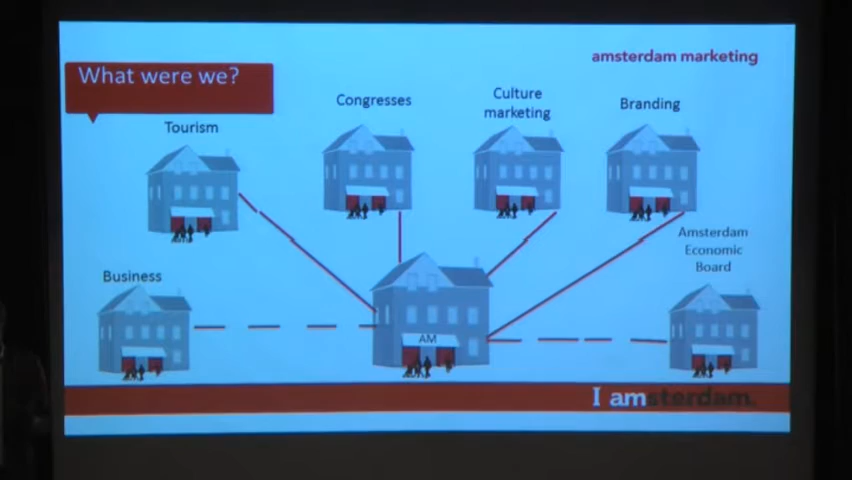 What were we?
amsterdam marketing
Tourism
Congresses
Culture
marketing
Branding
Business
Amsterdam
Economic
Board
AM
I amsterdam.